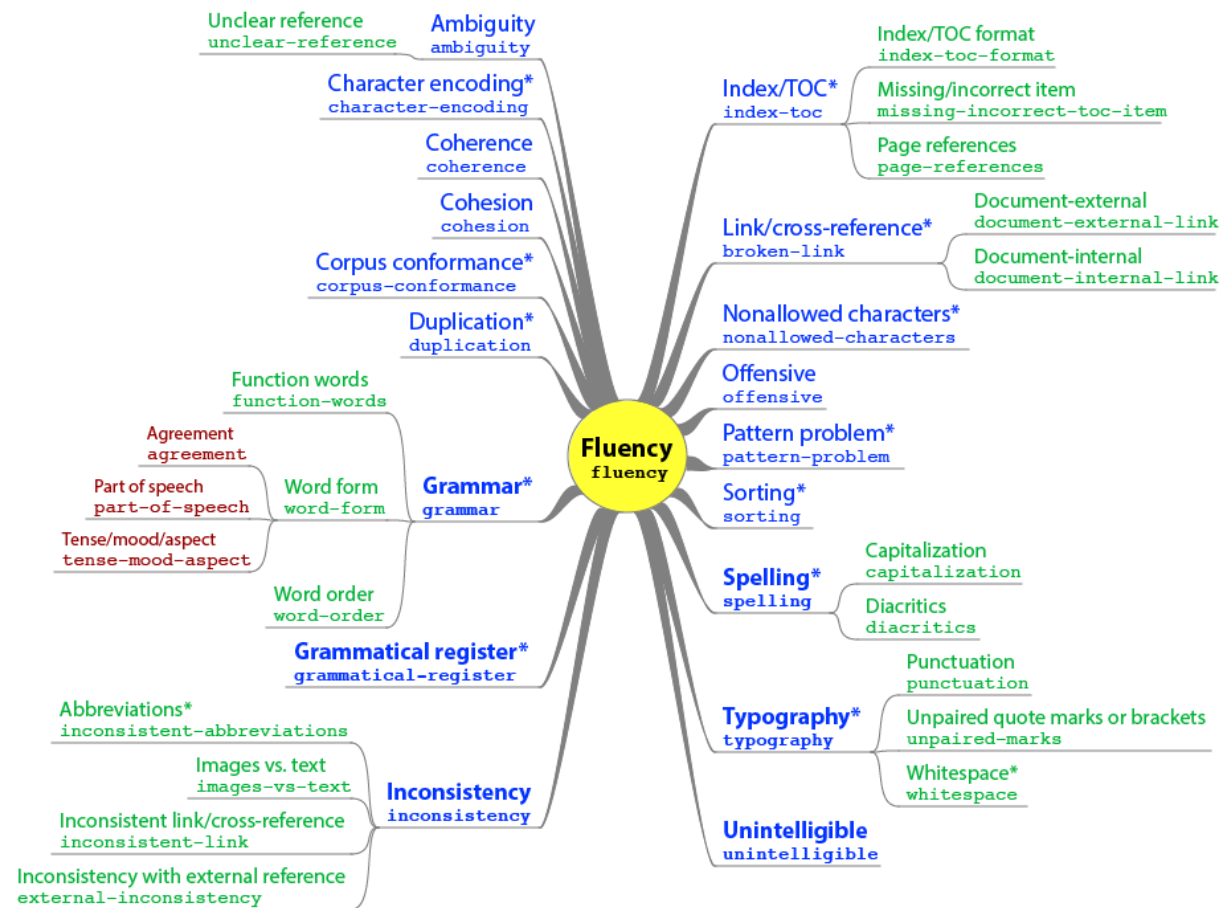 Unclear reference
unclear-reference
Ambiguity
ambiguity
Character encoding*
character-encoding
Coherence
coherence
Cohesion
cohesion
Corpus conformance*
corpus-conformance
Duplication*
duplication
Function words
function-words
Agreement
agreement
Part of speech
part-of-speech
Tense/mood/aspect
tense-mood-aspect
Word form
word-form
Word order
word-order
Grammar*
grammar
Grammatical register*
grammatical-register
Abbreviations*
inconsistent-abbreviations
Images vs. text
images-vs-text
Inconsistent link/cross-reference
inconsistent-link
Inconsistency with external reference
external-inconsistency
Inconsistency
inconsistency
Fluency
fluency
Index/TOC*
index-toc
Index/TOC format
index-toc-format
Missing/incorrect item
missing-incorrect-toc-item
Page references
page-references
Link/cross-reference*
broken-link
Document-external
document-external-link
Document-internal
document-internal-link
Nonallowed characters*
nonallowed-characters
Offensive
offensive
Pattern problem*
pattern-problem
Sorting*
sorting
Spelling*
spelling
Capitalization
capitalization
Diacritics
diacritics
Typography*
typography
Punctuation
punctuation
Unpaired quote marks or brackets
unpaired-marks
Whitespace*
whitespace
Unintelligible
unintelligible